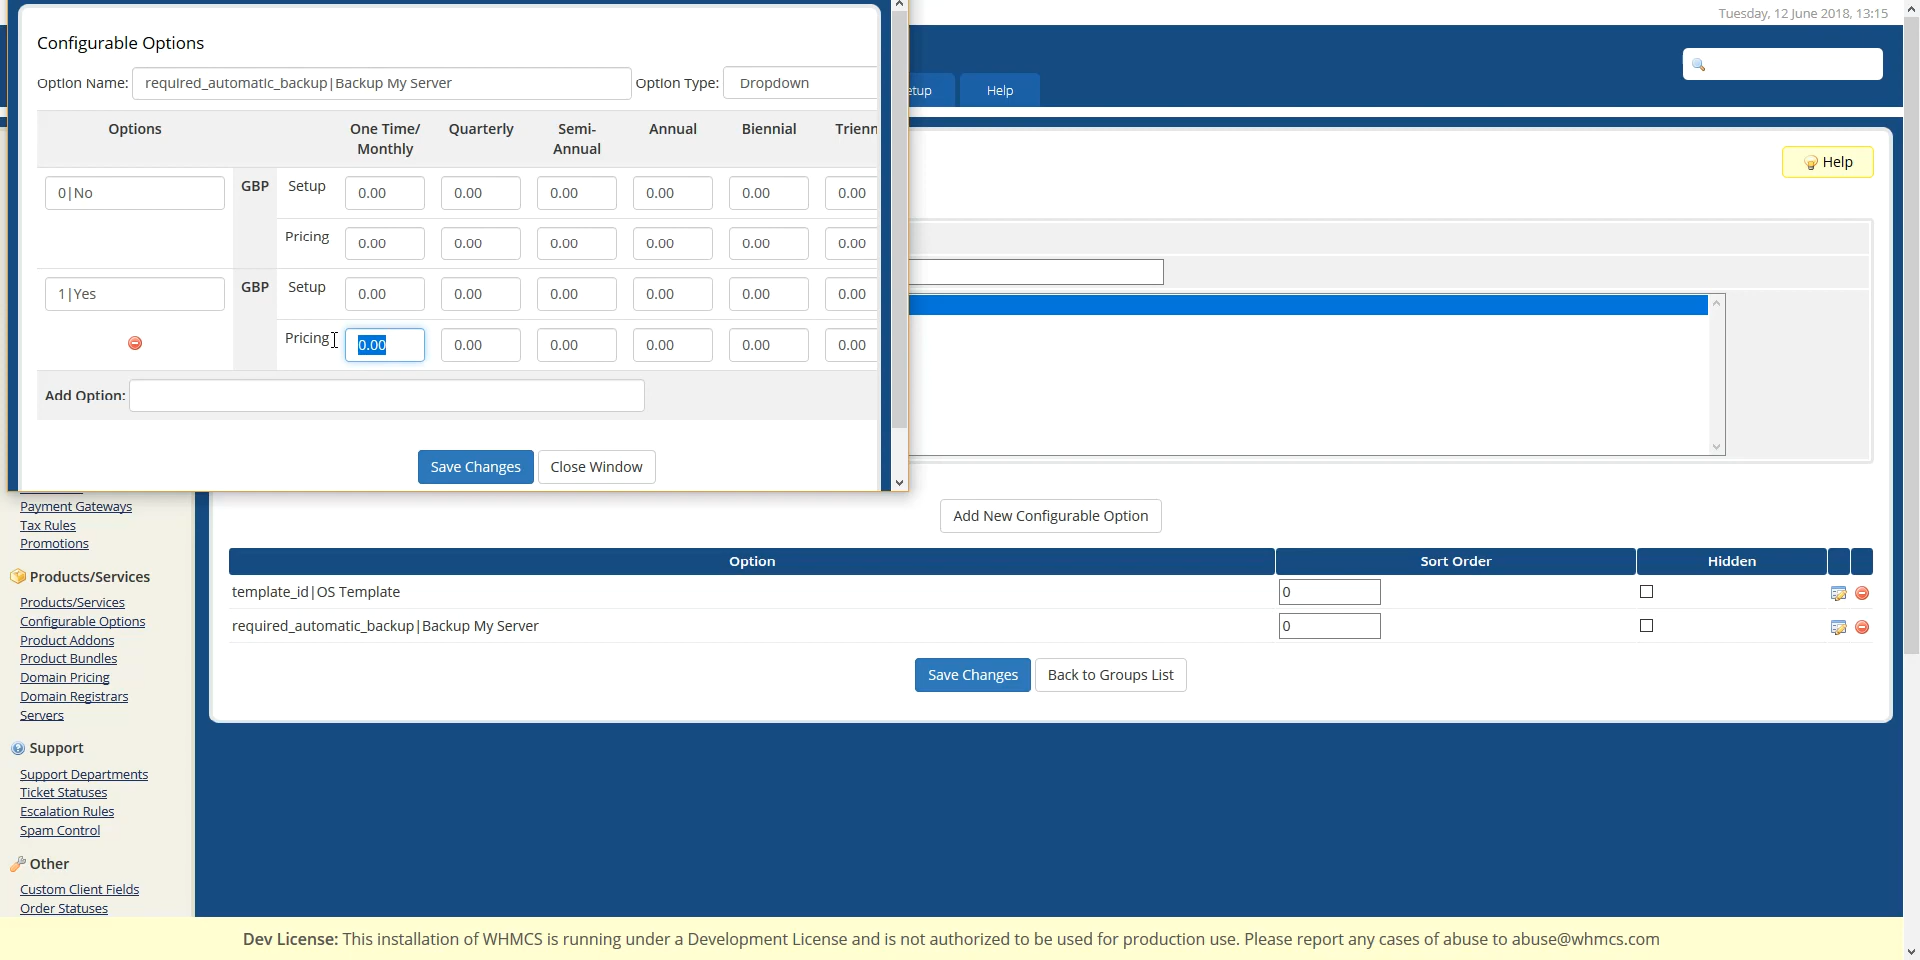 Tuesday, 12 June 2018, 13:15
Configurable Options
Option Name: required_automatic_backup|Backup My Server Option Type: Dropdown
etup Help
Options One Time/ Monthly Quarterly Semi- Annual Annual Biennial Trienn
Help
0|No GBP Setup 0.00 0.00 0.00 0.00 0.00 0.00
Pricing 0.00 0.00 0.00 0.00 0.00 0.00
1|Yes GBP Setup 0.00 0.00 0.00 0.00 0.00 0.00
Pricing 0.00 0.00 0.00 0.00 0.00 0.00
Add Option:
Save Changes Close Window
Payment Gateways
Tax Rules
Promotions
Products/Services
Products/Services
Configurable Options
Product Addons
Product Bundles
Domain Pricing
Domain Registrars
Servers
Support
Support Departments
Ticket Statuses
Escalation Rules
Spam Control
Other
Custom Client Fields
Order Statuses
Add New Configurable Option
Option Sort Order Hidden
template_id|OS Template 0
required_automatic_backup|Backup My Server 0
Save Changes Back to Groups List
Dev License: This installation of WHMCS is running under a Development License and is not authorized to be used for production use. Please report any cases of abuse to abuse@whmcs.com